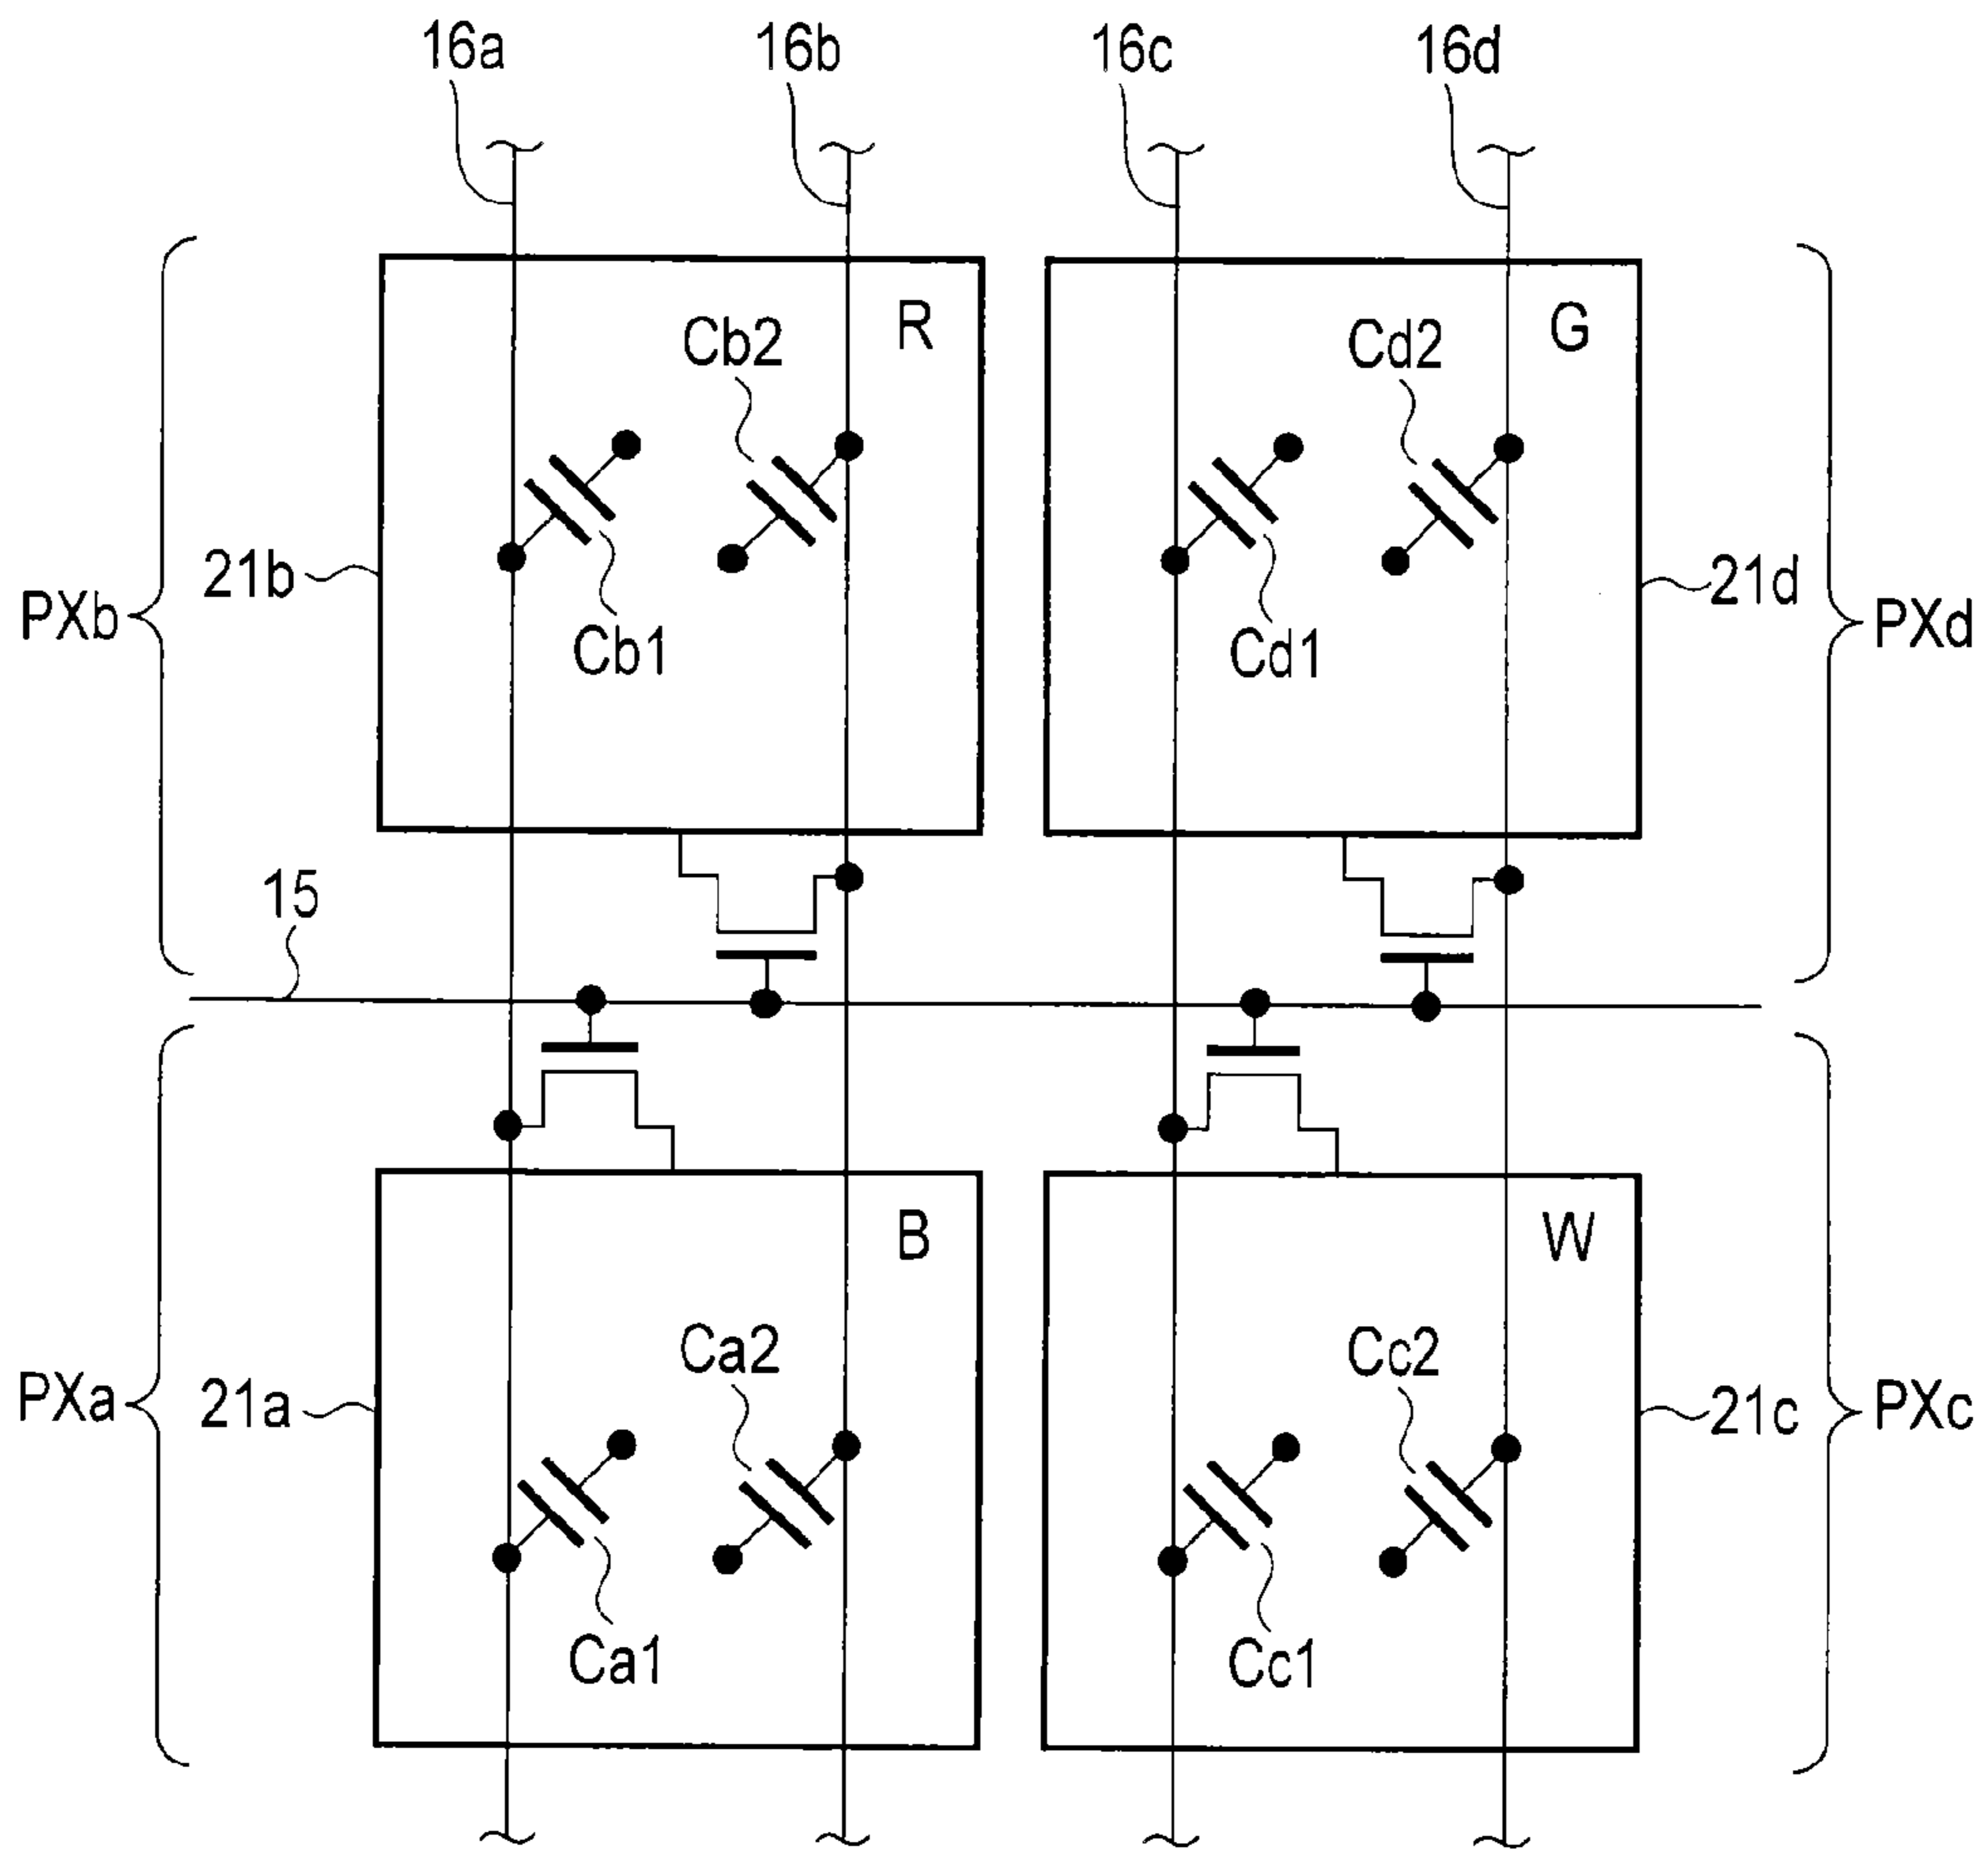 16a 16b 16c 16d
R G
Cb2 Cd2
21b 21d
PXb PXd
Cb1 Cd1
15
B W
Ca2 Cc2
PXa 21a 21c PXc
Ca1 Cc1